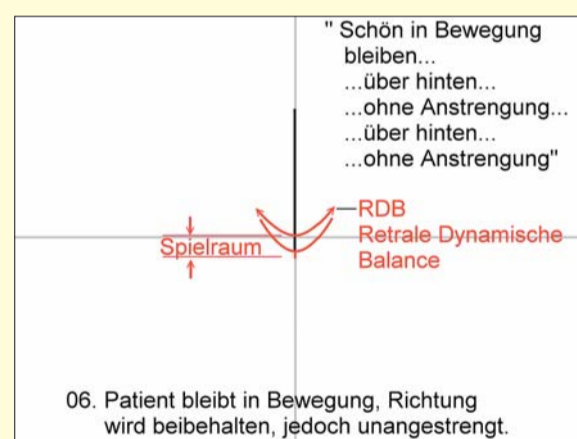 " Schön in Bewegung
bleiben...
...über hinten...
...ohne Anstrengung...
...über hinten...
...ohne Anstrengung"
RDB
Retrale Dynamische
Balance
Spielraum
06. Patient bleibt in Bewegung, Richtung
wird beibehalten, jedoch unangestrengt.